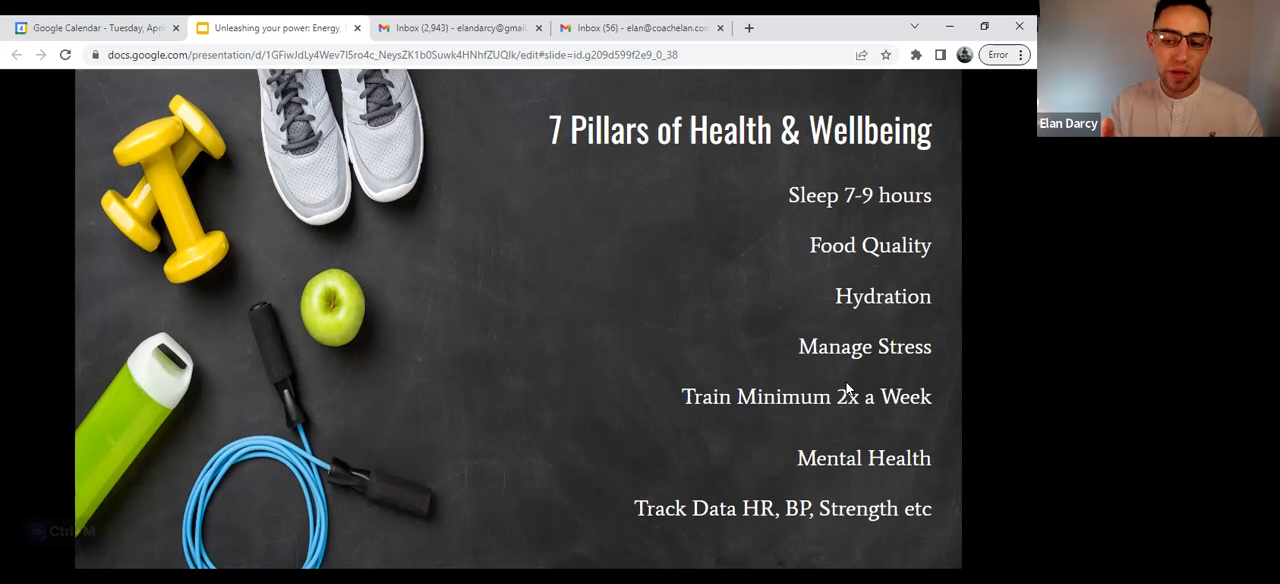 Google Calendar - Tuesday, April
Unleashing your power: Energy,
Inbox (2,943) - elandarcy@gmail.
Inbox (56) - elan@coachelan.com
docs.google.com/presentation/d/1GFiwJdLy4Wev7I5ro4c_NeysZK1b0Suwk4HNhfZUQlk/edit#slide=id.g209d599f2e9_0_38
Error
Elan Darcy
7 Pillars of Health & Wellbeing
Sleep 7-9 hours
Food Quality
Hydration
Manage Stress
Train Minimum 2x a Week
Mental Health
Track Data HR, BP, Strength etc
Ctrl M